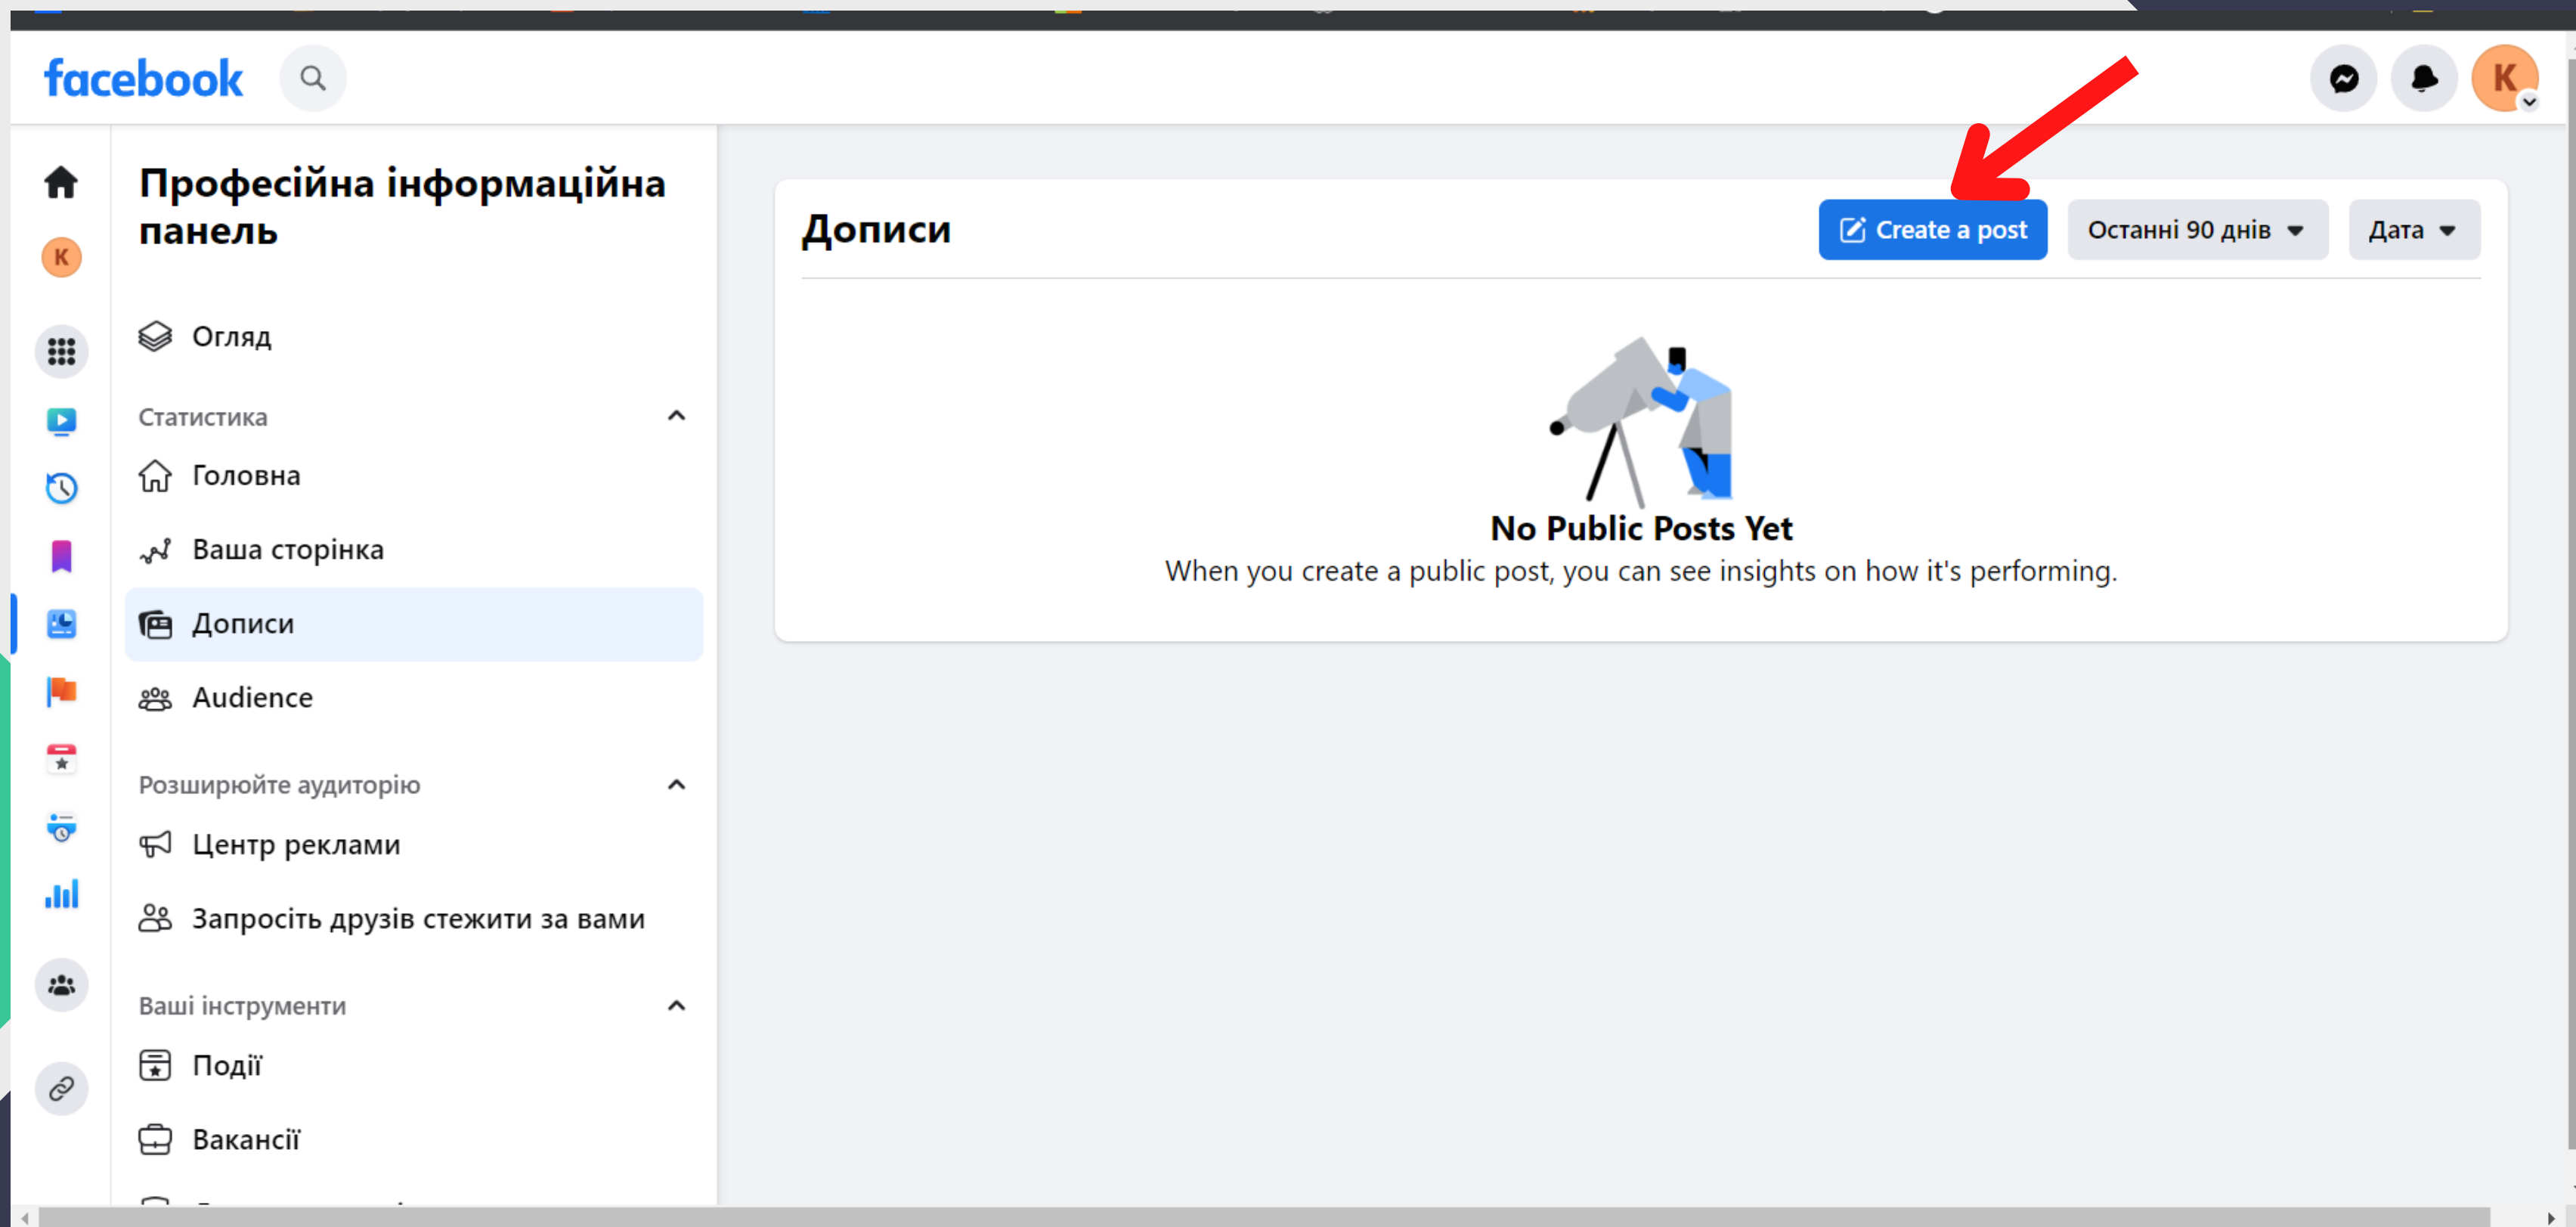 facebook
K
K
Професійна інформаційна
панель
Огляд
Статистика
Головна
Ваша сторінка
Дописи
Audience
Розширюйте аудиторію
Центр реклами
Запросіть друзів стежити за вами
Ваші інструменти
Події
Вакансії
Дописи
Create a post
Останні 90 днів
Дата
No Public Posts Yet
When you create a public post, you can see insights on how it's performing.